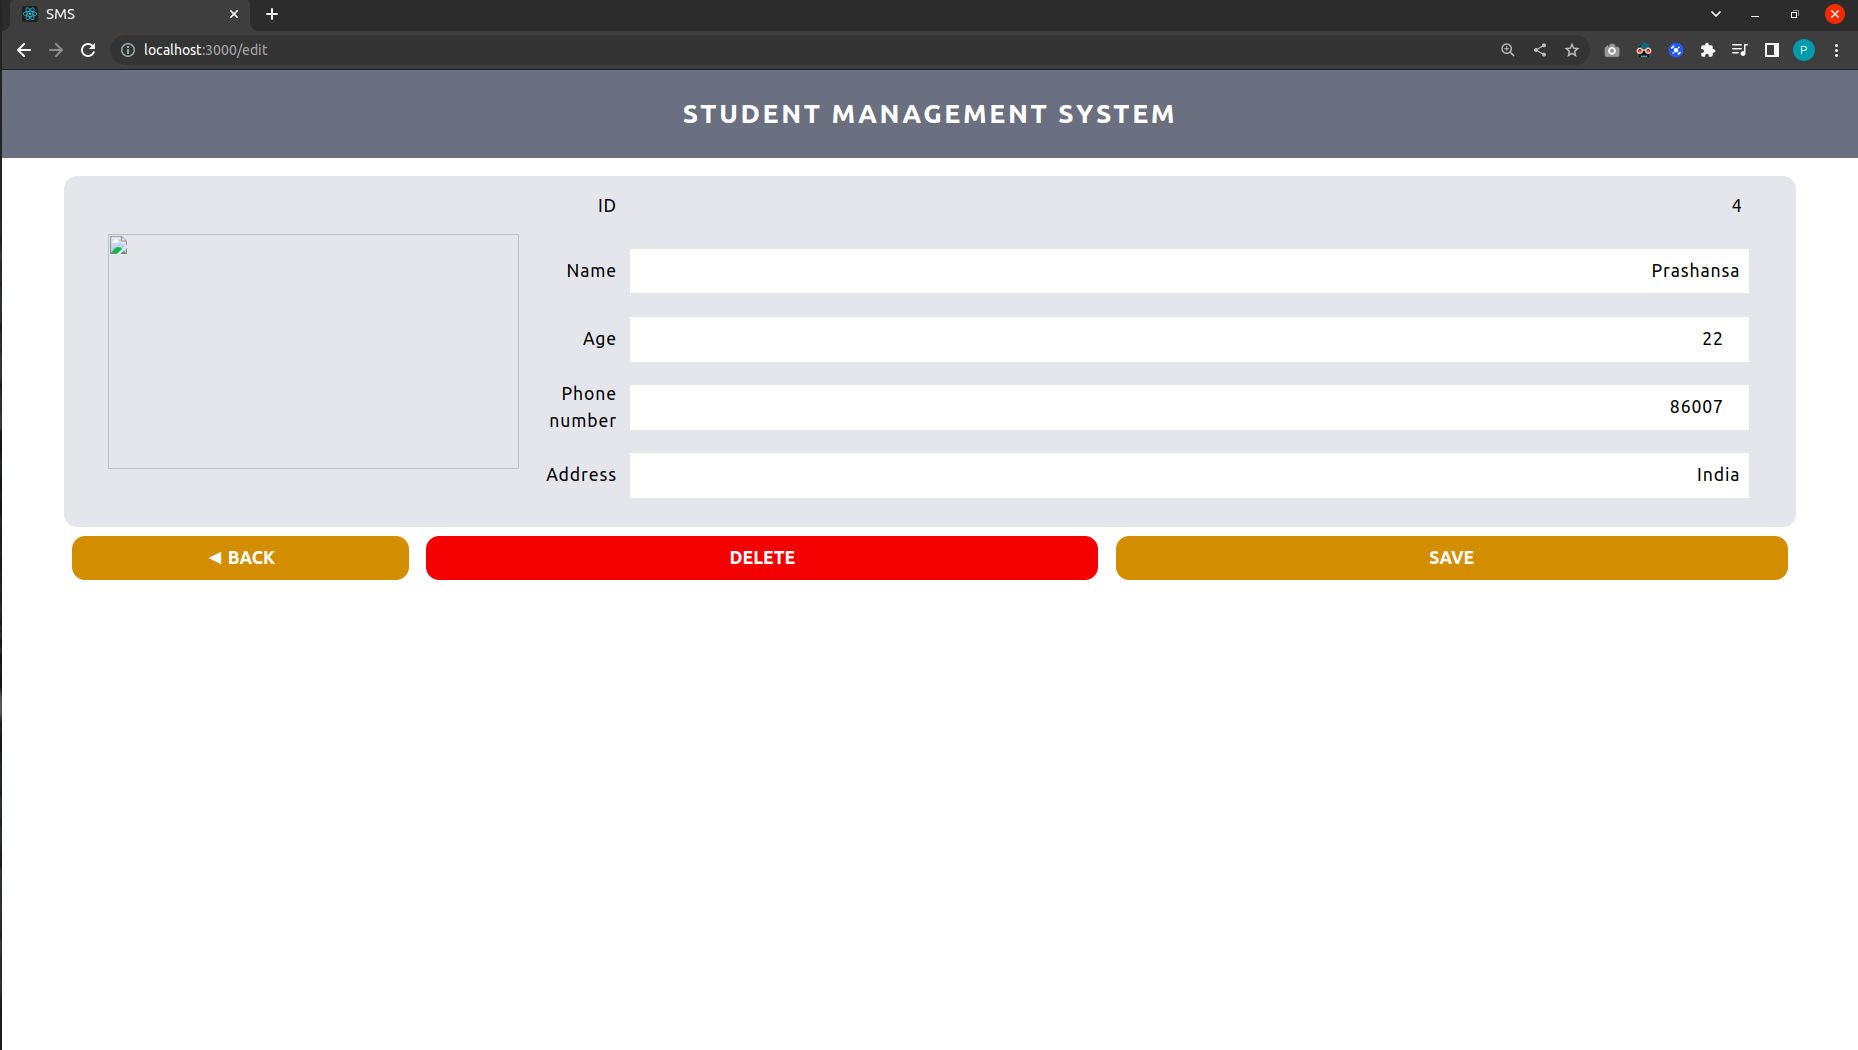 SMS
localhost:3000/edit
P
STUDENT MANAGEMENT SYSTEM
ID 4
Name Prashansa
Age 22
Phone
number 86007
Address India
◀ BACK DELETE SAVE